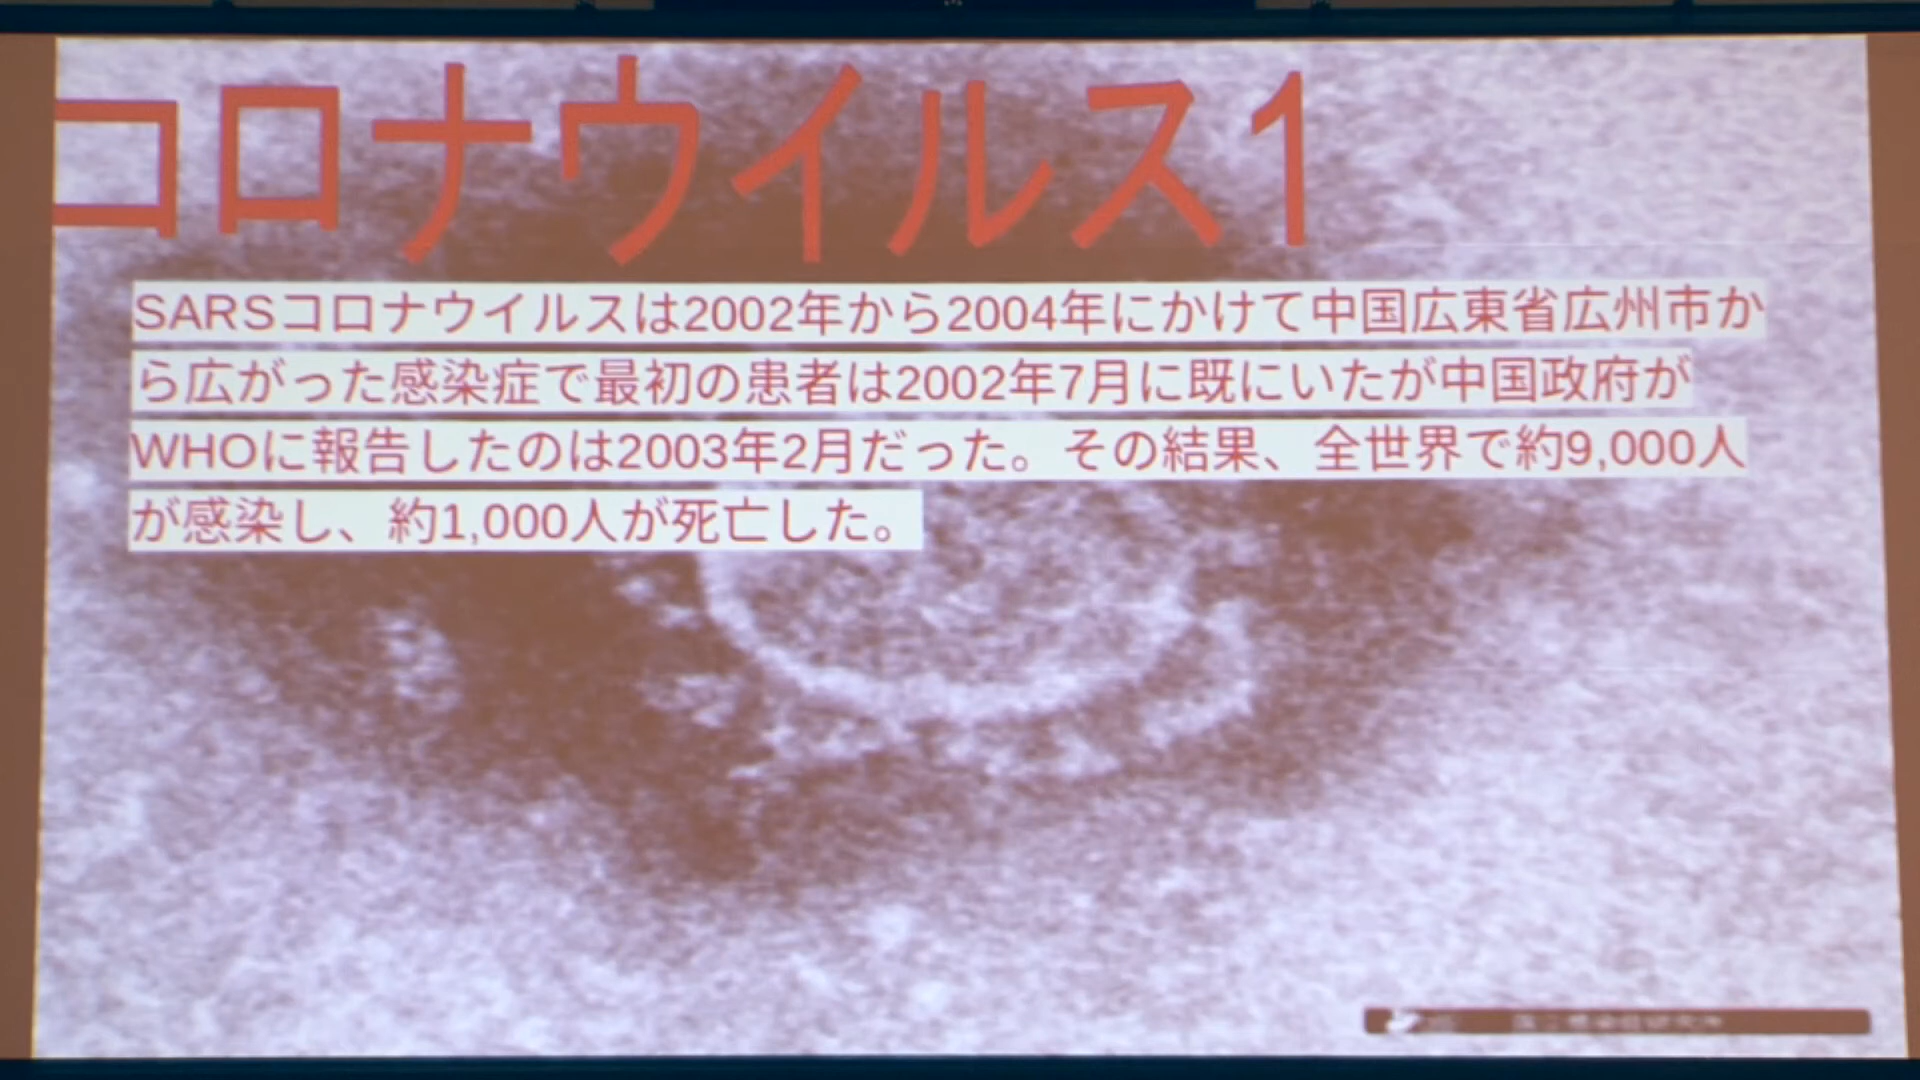 コロナウイルス1
SARSコロナウイルスは2002年から2004年にかけて中国広東省広州市か
ら広がった感染症で最初の患者は2002年7月に既にいたが中国政府が
WHOに報告したのは2003年2月だった。その結果、全世界で約9,000人
が感染し、約1,000人が死亡した。